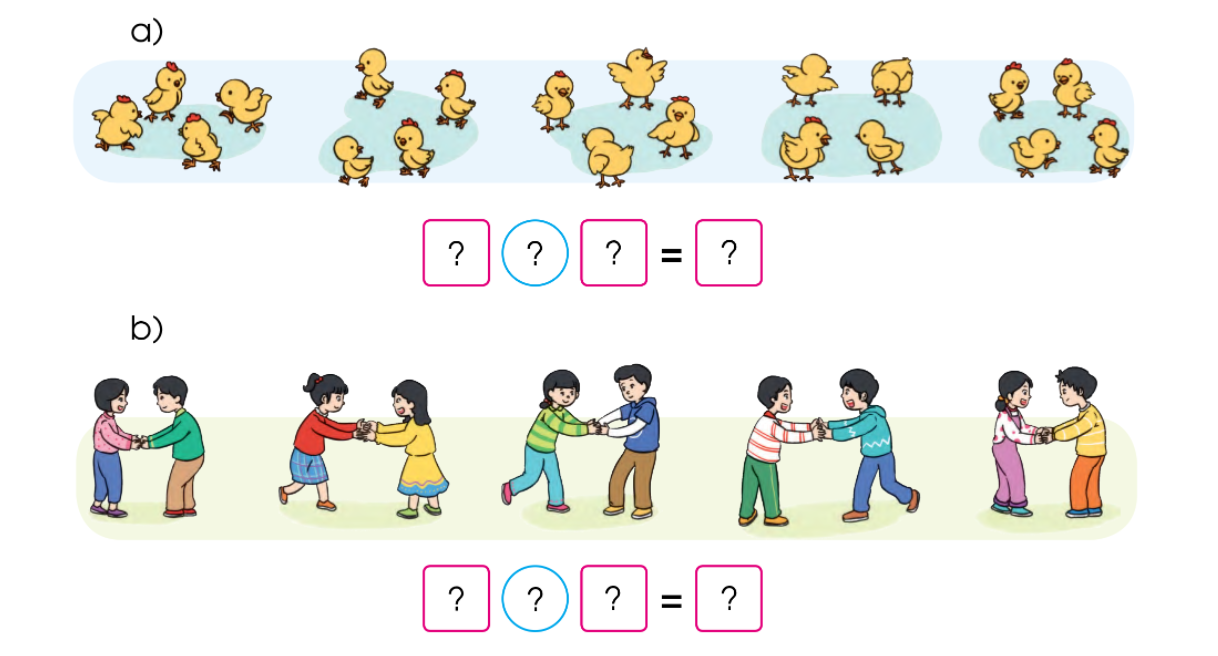 a)
? ? ? = ?
b)
? ? ? = ?